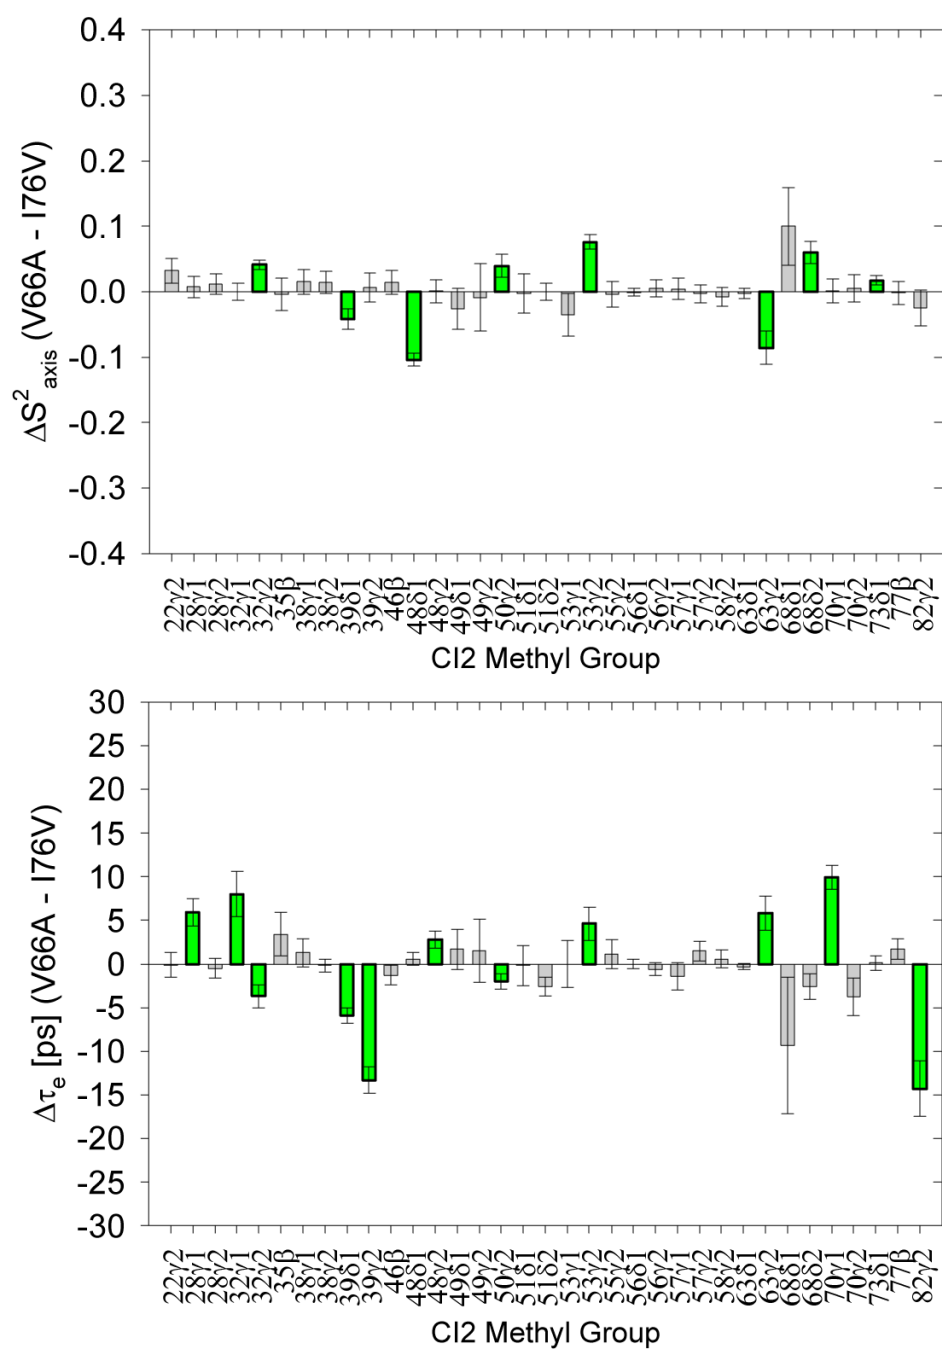 0.4
0.3
0.2
0.1
0.0
-0.1
-0.2
-0.3
-0.4
ΔS²axis (V66A - I76V)
22γ2
28γ1
28γ2
32γ1
32γ2
35β
38γ1
38γ2
39δ1
39γ2
46β
48δ1
48γ2
49δ1
49γ2
50γ2
51δ1
51δ2
53γ1
53γ2
55γ2
56δ1
56γ2
57γ1
57γ2
58γ2
63δ1
63γ2
68δ1
68δ2
70γ1
70γ2
73δ1
77β
82γ2
CI2 Methyl Group
30
25
20
15
10
5
0
-5
-10
-15
-20
-25
-30
Δτe [ps] (V66A - I76V)
22γ2
28γ1
28γ2
32γ1
32γ2
35β
38γ1
38γ2
39δ1
39γ2
46β
48δ1
48γ2
49δ1
49γ2
50γ2
51δ1
51δ2
53γ1
53γ2
55γ2
56δ1
56γ2
57γ1
57γ2
58γ2
63δ1
63γ2
68δ1
68δ2
70γ1
70γ2
73δ1
77β
82γ2
CI2 Methyl Group